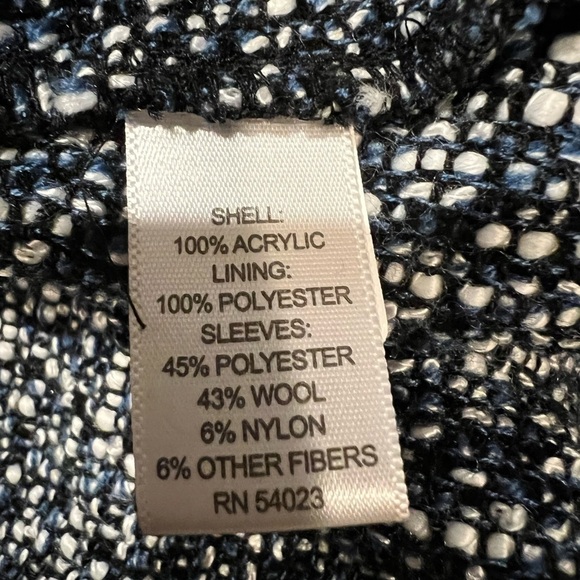 SHELL:
100% ACRYLIC
LINING:
100% POLYESTER
SLEEVES:
45% POLYESTER
43% WOOL
6% NYLON
6% OTHER FIBERS
RN 54023